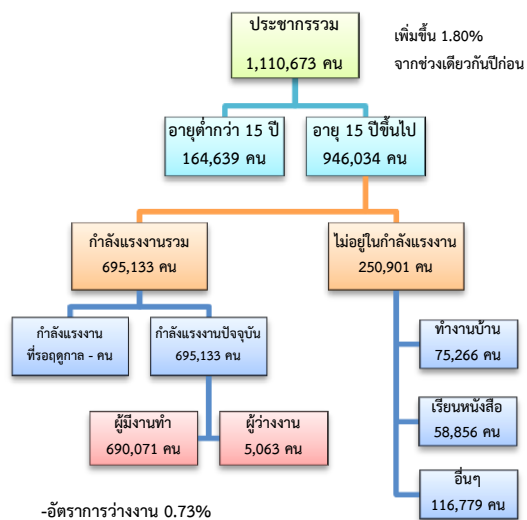 ประชากรรวม
1,110,673 คน
เพิ่มขึ้น 1.80%
จากช่วงเดียวกันปีก่อน
อายุต่ำกว่า 15 ปี
164,639 คน
อายุ 15 ปีขึ้นไป
946,034 คน
กำลังแรงงานรวม
695,133 คน
ไม่อยู่ในกำลังแรงงาน
250,901 คน
กำลังแรงงาน
ที่รอฤดูกาล - คน
กำลังแรงงานปัจจุบัน
695,133 คน
ทำงานบ้าน
75,266 คน
ผู้มีงานทำ
690,071 คน
ผู้ว่างงาน
5,063 คน
เรียนหนังสือ
58,856 คน
อื่นๆ
116,779 คน
-อัตราการว่างงาน 0.73%